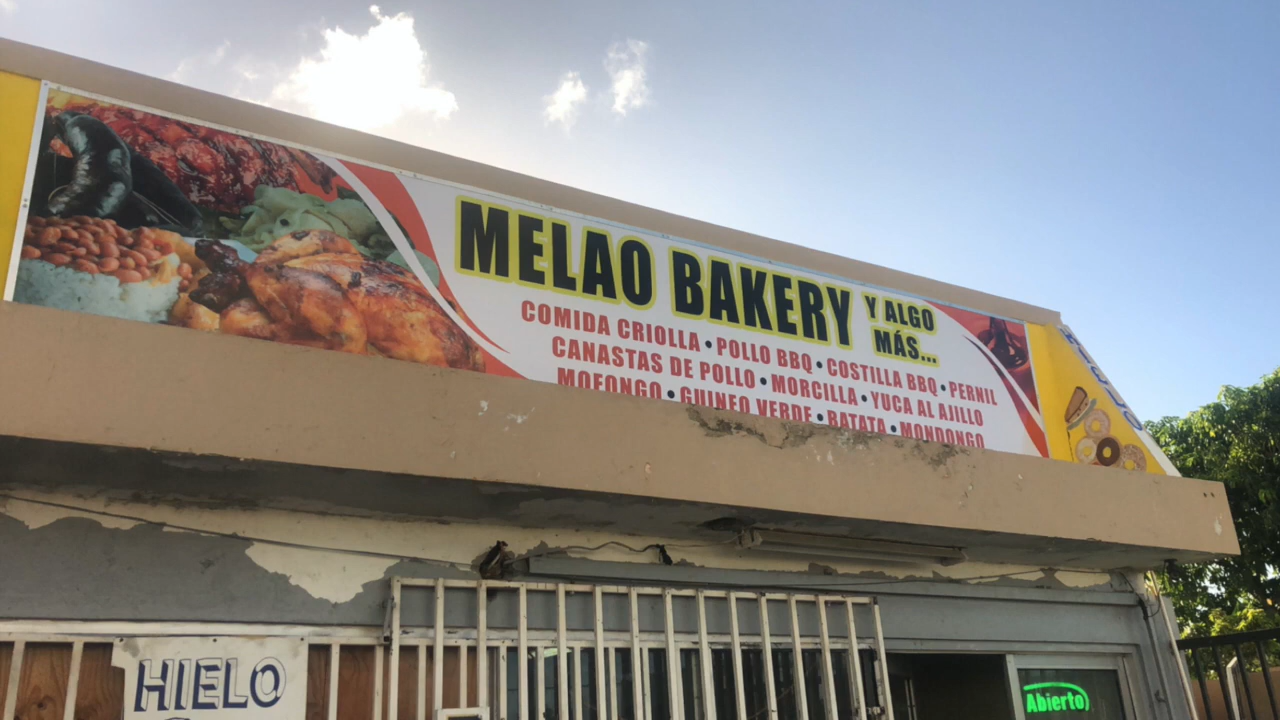 MELAO BAKERY Y ALGO
MÁS...
COMIDA CRIOLLA • POLLO BBQ • COSTILLA BBQ • PERNIL
CANASTAS DE POLLO • MORCILLA • YUCA AL AJILLO
MOFONGO • GUINEO VERDE • BATATA • MONDONGO
HIELO
HIELO
Abierto